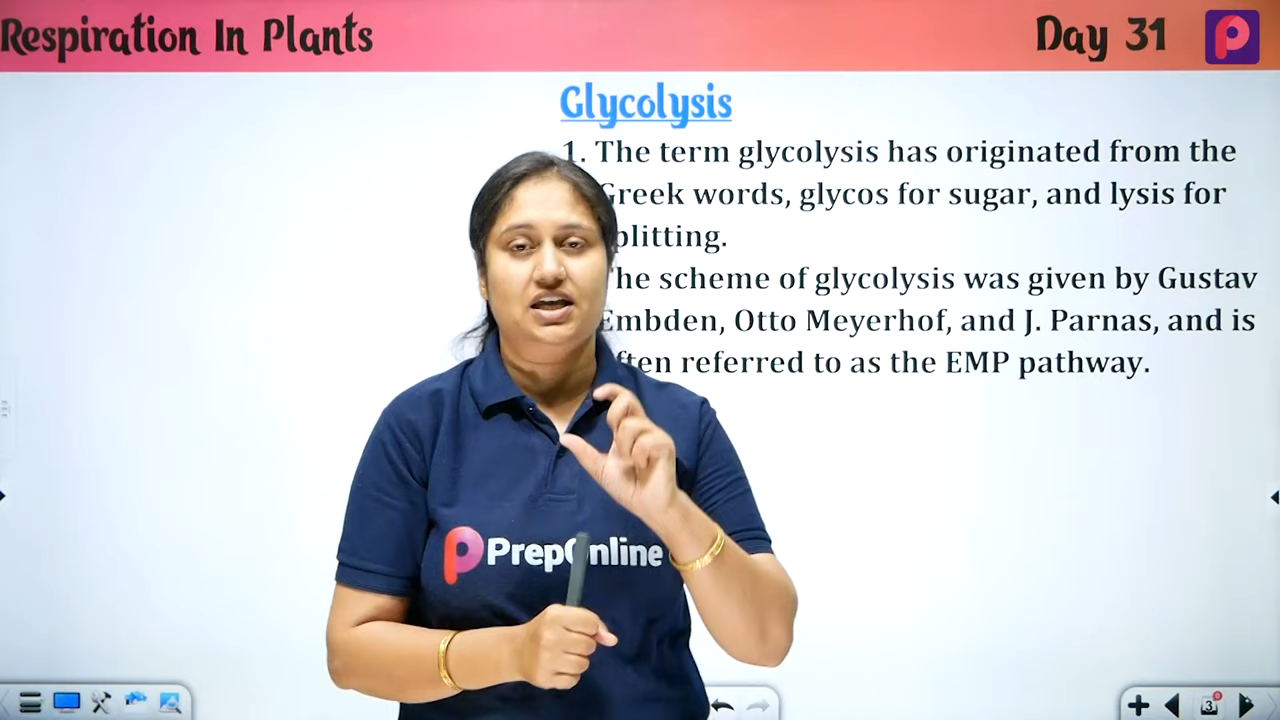 Respiration In Plants
Day 31
Glycolysis
1. The term glycolysis has originated from the
Greek words, glycos for sugar, and lysis for
plitting.
he scheme of glycolysis was given by Gustav
Embden, Otto Meyerhof, and J. Parnas, and is
ften referred to as the EMP pathway.
PrepOnline
3